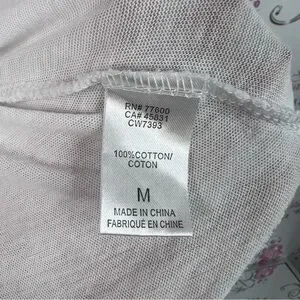 RN# 77600
CA# 45831
CW7393
100%COTTON/
COTON
M
MADE IN CHINA
FABRIQUÉ EN CHINE